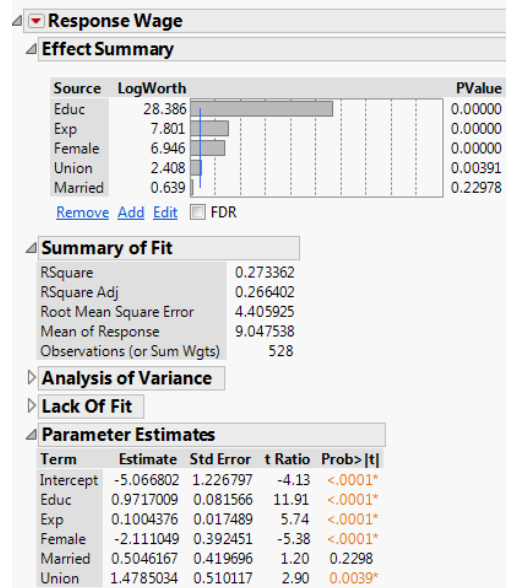 Response Wage
Effect Summary
Source LogWorth PValue
Educ 28.386 0.00000
Exp 7.801 0.00000
Female 6.946 0.00000
Union 2.408 0.00391
Married 0.639 0.22978
Remove Add Edit FDR
Summary of Fit
RSquare 0.273362
RSquare Adj 0.266402
Root Mean Square Error 4.405925
Mean of Response 9.047538
Observations (or Sum Wgts) 528
Analysis of Variance
Lack Of Fit
Parameter Estimates
Term Estimate Std Error t Ratio Prob>|t|
Intercept -5.066802 1.226797 -4.13 <.0001*
Educ 0.9717009 0.081566 11.91 <.0001*
Exp 0.1004376 0.017489 5.74 <.0001*
Female -2.111049 0.392451 -5.38 <.0001*
Married 0.5046167 0.419696 1.20 0.2298
Union 1.4785034 0.510117 2.90 0.0039*